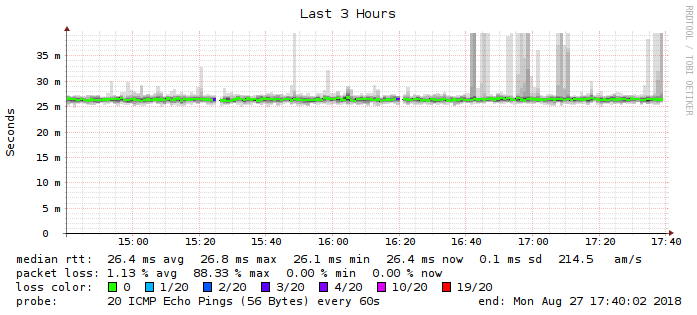 Last 3 Hours
RRDTOOL / TOBI OETIKER
Seconds
35 m
30 m
25 m
20 m
15 m
10 m
5 m
0
15:00 15:20 15:40 16:00 16:20 16:40 17:00 17:20 17:40
median rtt: 26.4 ms avg 26.8 ms max 26.1 ms min 26.4 ms now 0.1 ms sd 214.5 am/s
packet loss: 1.13 % avg 88.33 % max 0.00 % min 0.00 % now
loss color: 0 1/20 2/20 3/20 4/20 10/20 19/20
probe: 20 ICMP Echo Pings (56 Bytes) every 60s end: Mon Aug 27 17:40:02 2018